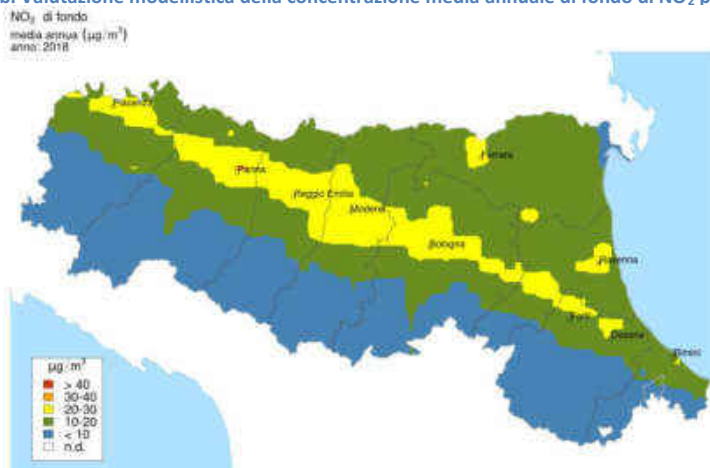 b. Valutazione modellistica della concentrazione media annuale di fondo di NO₂ p
NO₂ di fondo
media annua (µg/m³)
anno: 2018
Piacenza
Parma
Reggio Emilia
Modena
Ferrara
Bologna
Ravenna
Forlì
Cesena
Rimini
µg/m³
> 40
30-40
20-30
10-20
< 10
n.d.